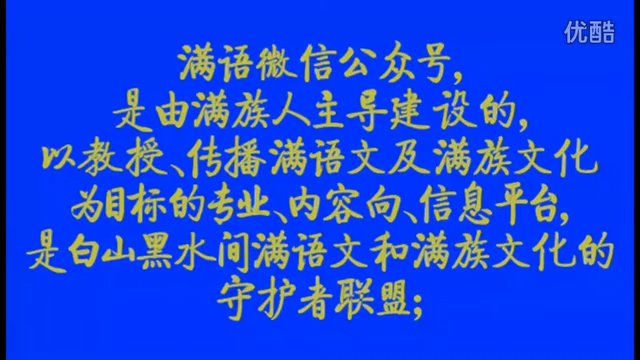 优酷
满语微信公众号,
是由满族人主导建设的,
以教授、传播满语文及满族文化
为目标的专业、内容向、信息平台,
是白山黑水间满语文和满族文化的
守护者联盟;